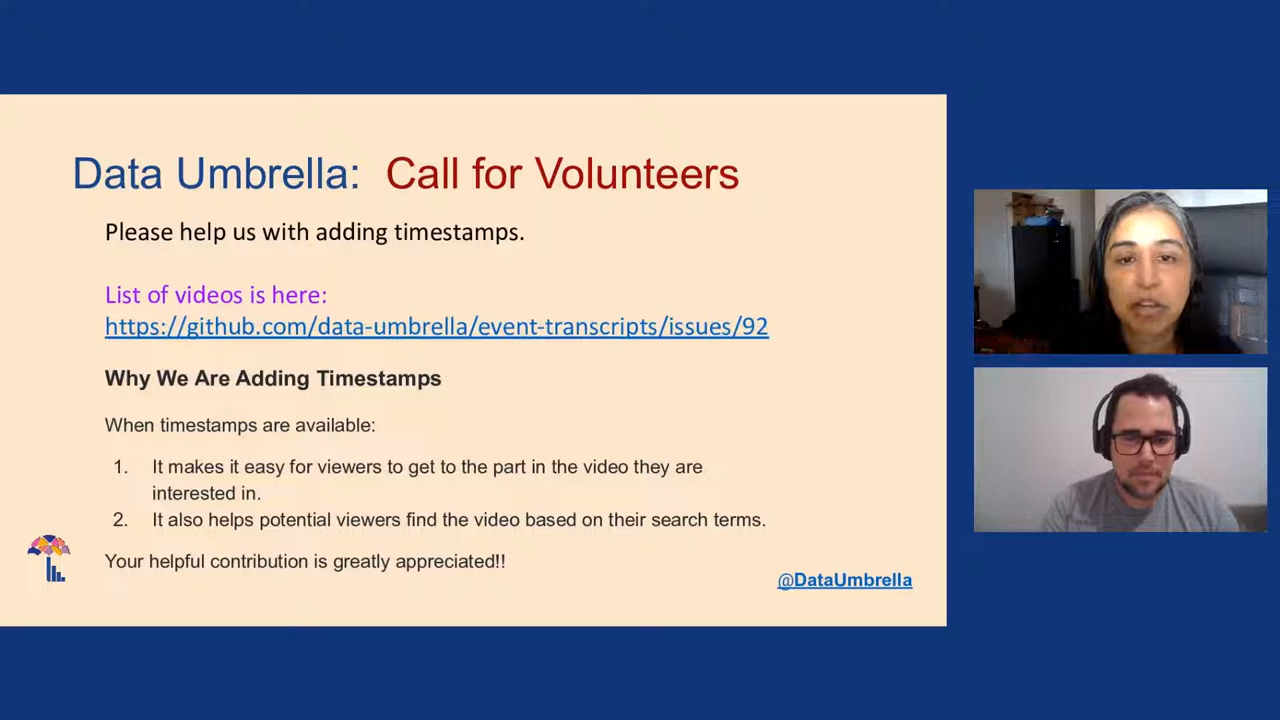 Data Umbrella: Call for Volunteers
Please help us with adding timestamps.
List of videos is here:
https://github.com/data-umbrella/event-transcripts/issues/92
Why We Are Adding Timestamps
When timestamps are available:
1. It makes it easy for viewers to get to the part in the video they are
interested in.
2. It also helps potential viewers find the video based on their search terms.
Your helpful contribution is greatly appreciated!!
@DataUmbrella